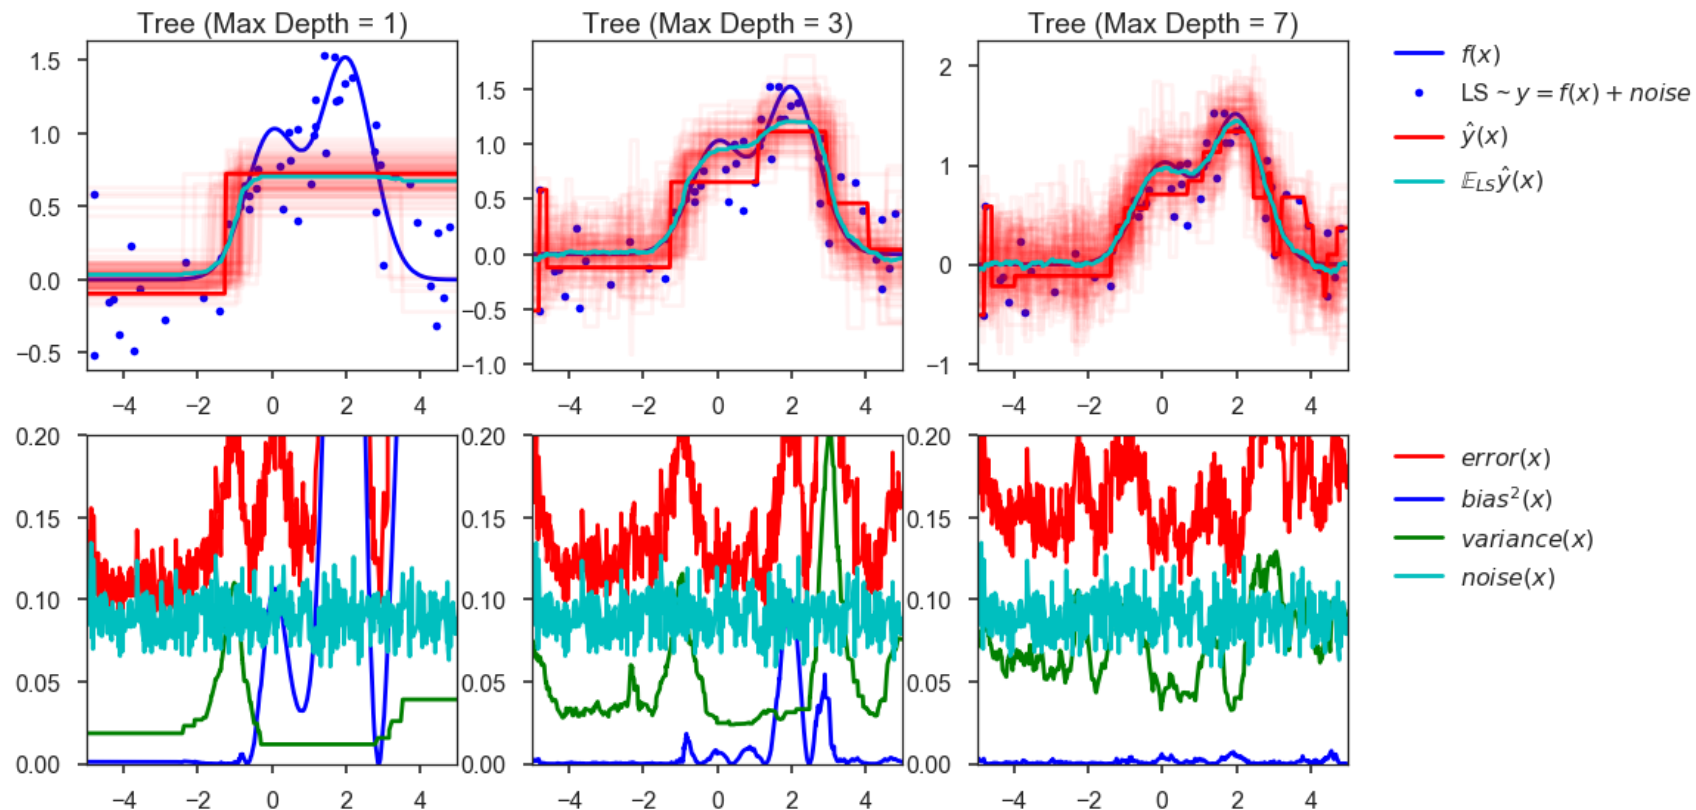 Tree (Max Depth = 1)
Tree (Max Depth = 3)
Tree (Max Depth = 7)
1.5
1.0
0.5
0.0
−0.5
−4 −2 0 2 4
1.5
1.0
0.5
0.0
−0.5
−1.0
−4 −2 0 2 4
2
1
0
−1
−4 −2 0 2 4
f(x)
LS ~ y = f(x) + noise
ŷ(x)
𝔼_LS ŷ(x)
0.20
0.15
0.10
0.05
0.00
−4 −2 0 2 4
0.20
0.15
0.10
0.05
0.00
−4 −2 0 2 4
0.20
0.15
0.10
0.05
0.00
−4 −2 0 2 4
error(x)
bias²(x)
variance(x)
noise(x)